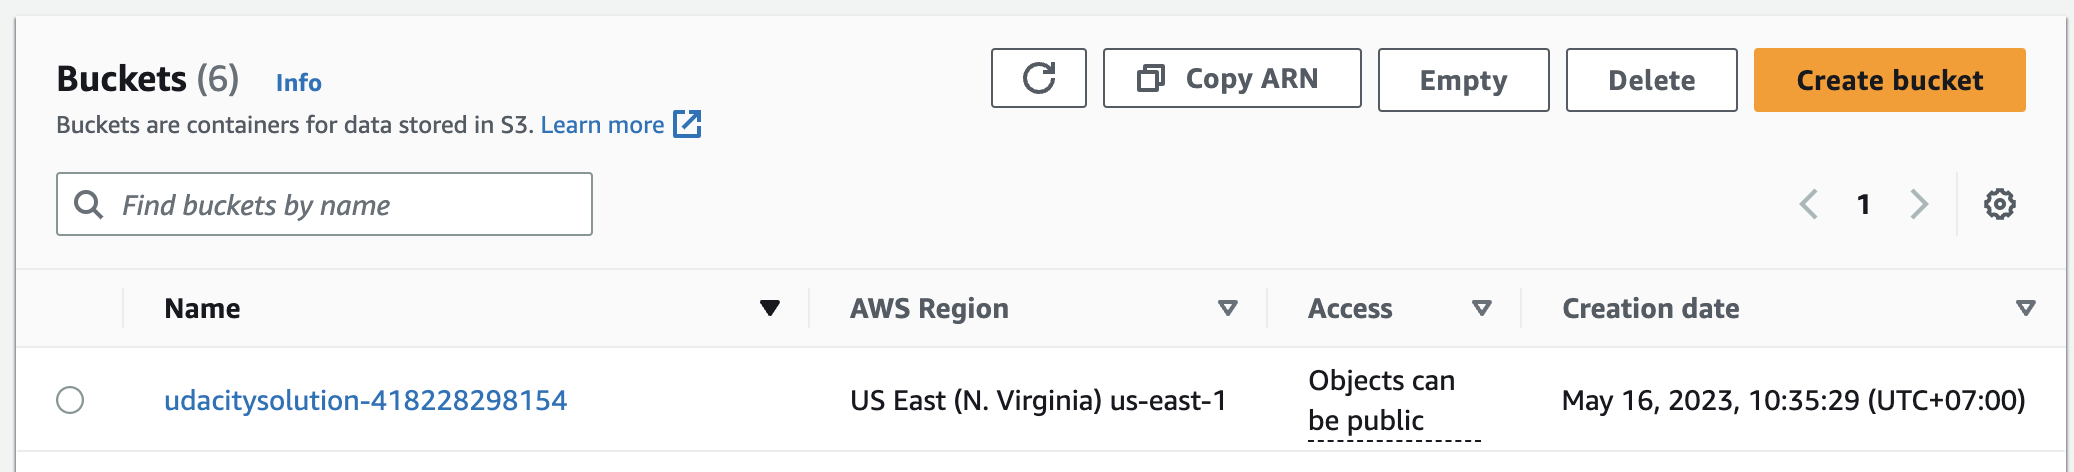 Buckets (6) Info
Buckets are containers for data stored in S3. Learn more
Copy ARN
Empty
Delete
Create bucket
Find buckets by name
1
Name AWS Region Access Creation date
udacitysolution-418228298154 US East (N. Virginia) us-east-1 Objects can be public May 16, 2023, 10:35:29 (UTC+07:00)